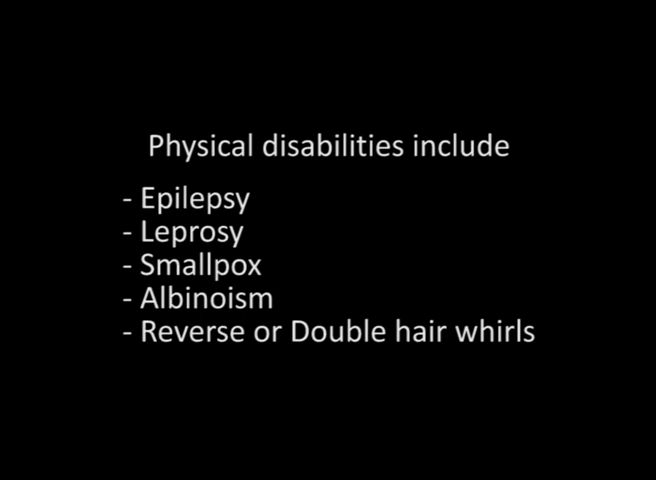 Physical disabilities include
- Epilepsy
- Leprosy
- Smallpox
- Albinoism
- Reverse or Double hair whirls